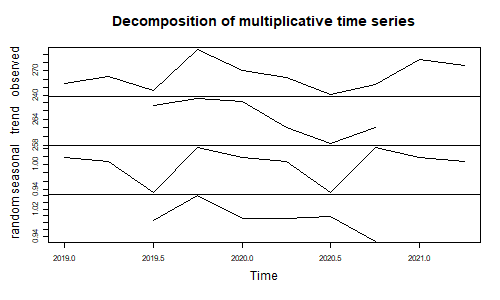 Decomposition of multiplicative time series
observed
240 270
trend
258 264
seasonal
0.94 1.00
random
0.94 1.02
2019.0 2019.5 2020.0 2020.5 2021.0
Time